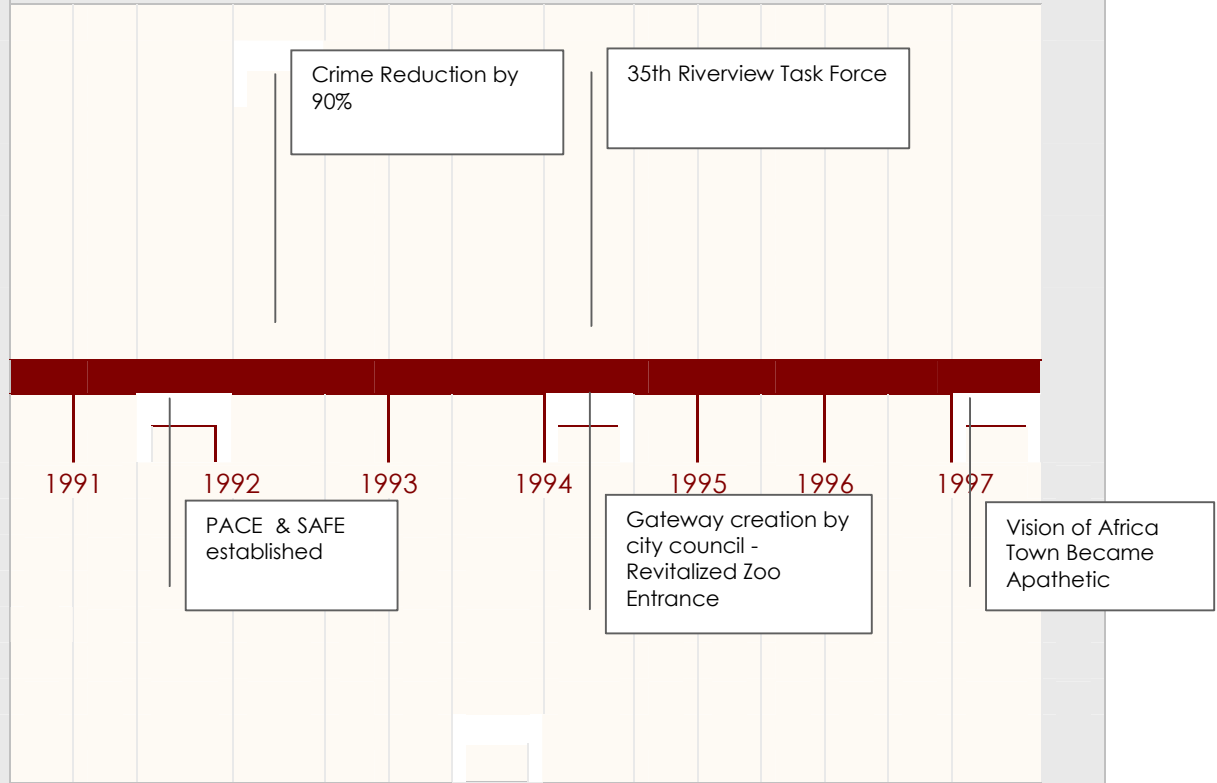 Crime Reduction by
90%
35th Riverview Task Force
1991
1992
1993
1994
1995
1996
1997
PACE & SAFE
established
Gateway creation by
city council -
Revitalized Zoo
Entrance
Vision of Africa
Town Became
Apathetic